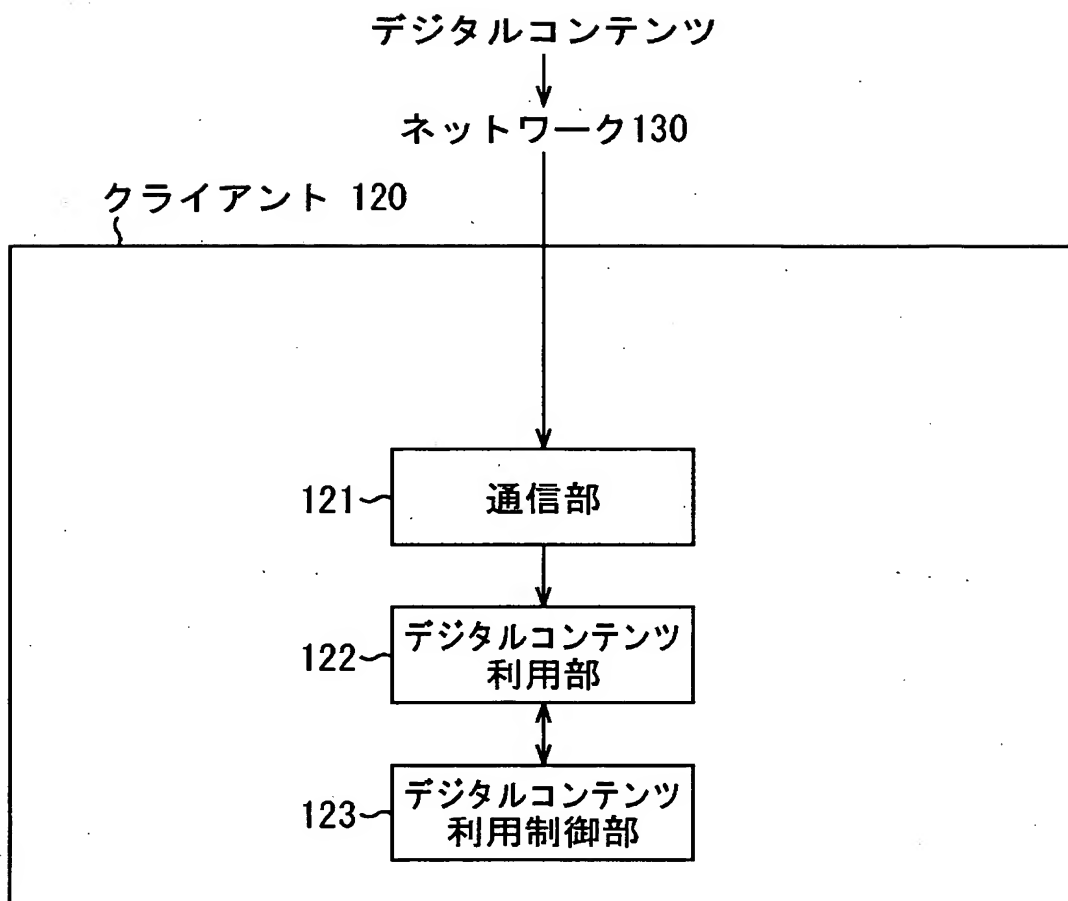 デジタルコンテンツ
ネットワーク130
クライアント 120
121
通信部
122
デジタルコンテンツ
利用部
123
デジタルコンテンツ
利用制御部